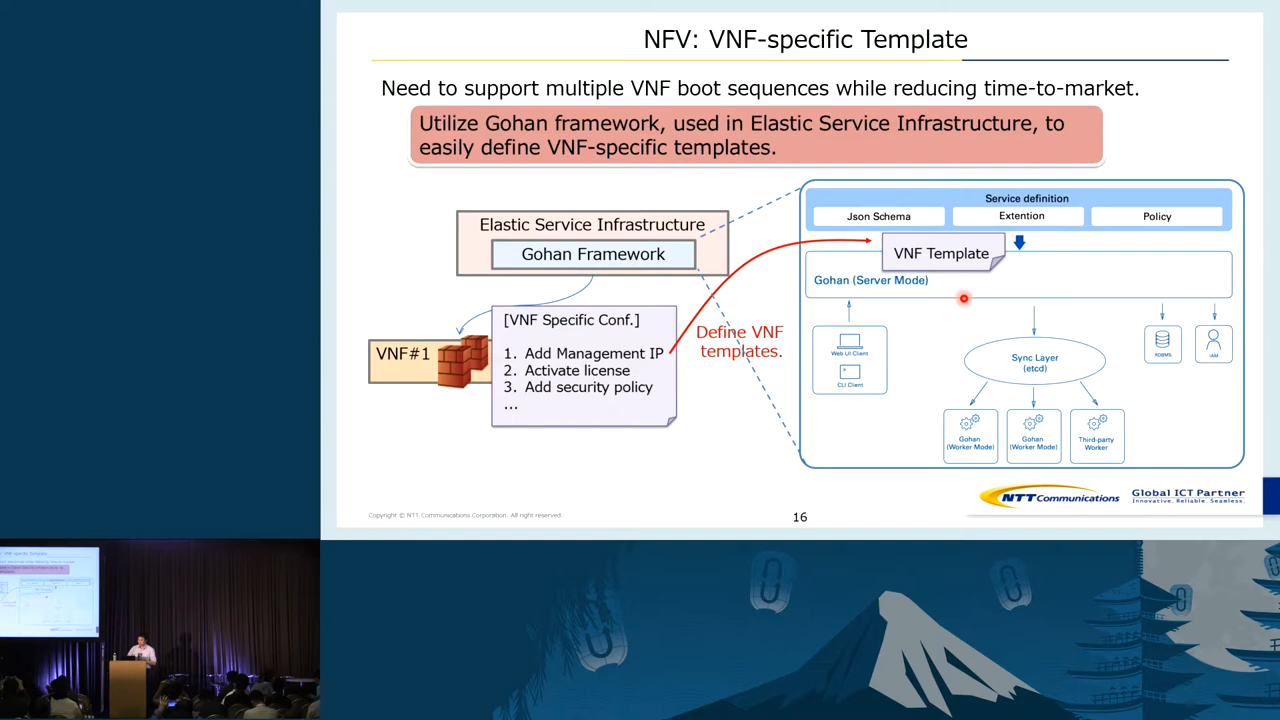 NFV: VNF-specific Template
Need to support multiple VNF boot sequences while reducing time-to-market.
Utilize Gohan framework, used in Elastic Service Infrastructure, to
easily define VNF-specific templates.
Elastic Service Infrastructure
Gohan Framework
VNF#1
[VNF Specific Conf.]
1. Add Management IP
2. Activate license
3. Add security policy
...
Define VNF
templates.
Service definition
Json Schema
Extention
Policy
VNF Template
Gohan (Server Mode)
Web UI Client
CLI Client
Sync Layer
(etcd)
RDBMS
IAM
Gohan
(Worker Mode)
Gohan
(Worker Mode)
Third-party
Worker
NTT Communications
Global ICT Partner
Innovative. Reliable. Seamless.
Copyright © NTT Communications Corporation. All right reserved.
16